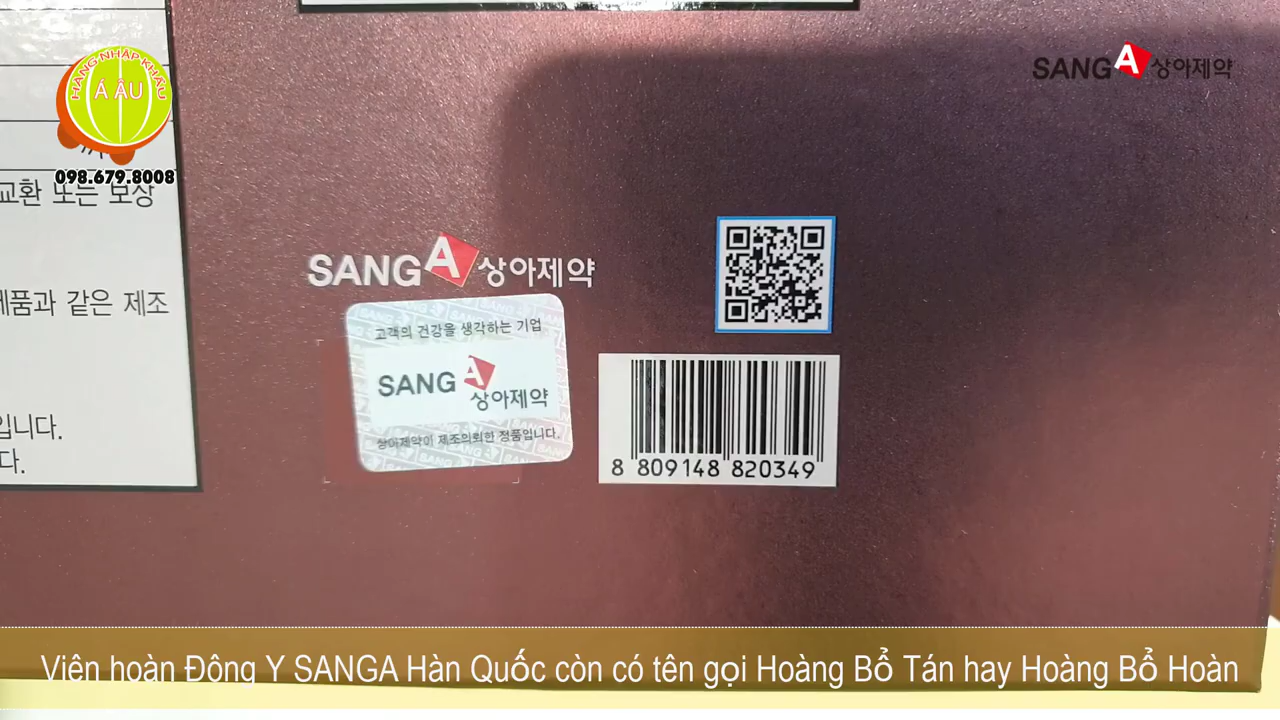 HÀNG NHẬP KHẨU
Á ÂU
098.679.8008
SANGA 상아제약
교환 또는 보상
제품과 같은 제조
입니다.
다.
SANGA 상아제약
고객의 건강을 생각하는 기업
SANGA
상아제약
상아제약이 제조의뢰한 정품입니다.
8 809148 820349
Viên hoàn Đông Y SANGA Hàn Quốc còn có tên gọi Hoàng Bổ Tán hay Hoàng Bổ Hoàn